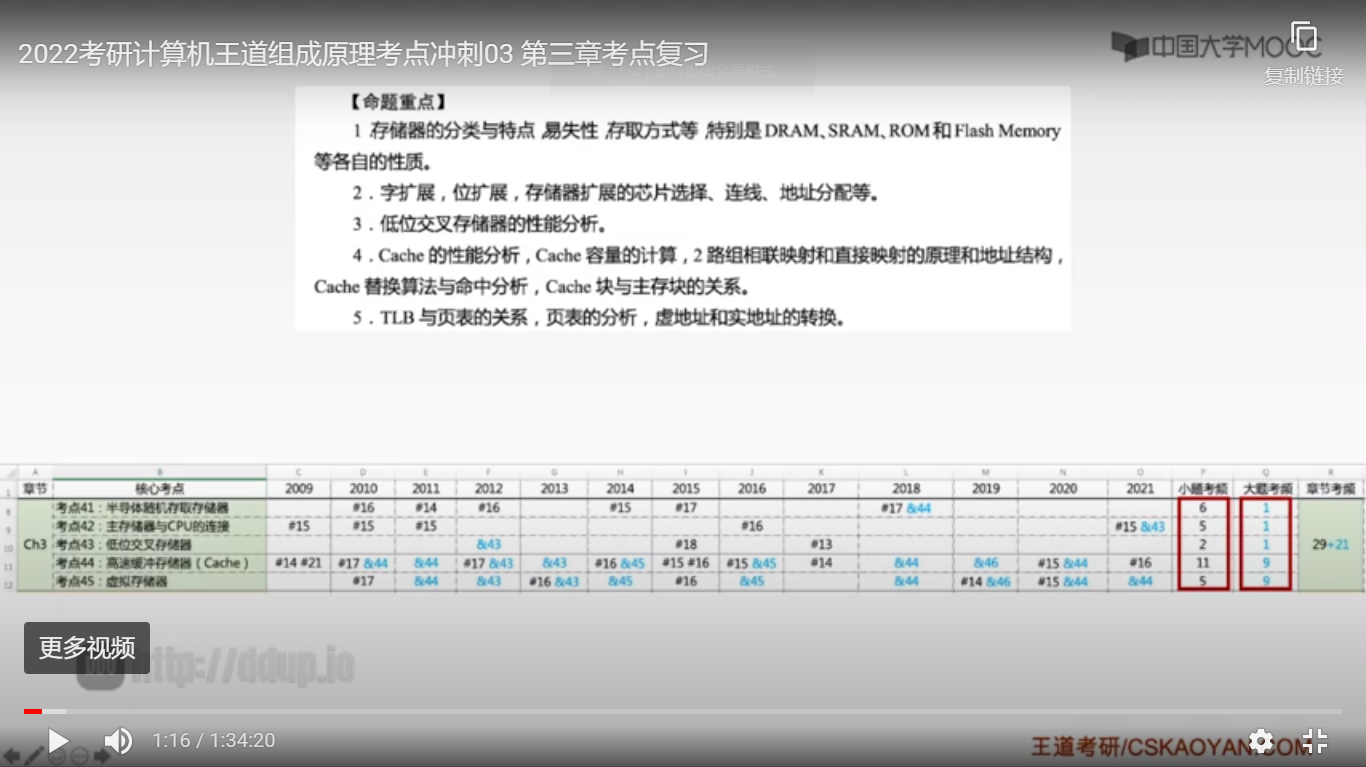 2022考研计算机王道组成原理考点冲刺03 第三章考点复习
中国大学MOOC
复制链接
【命题重点】
1 存储器的分类与特点 易失性 存取方式等 特别是DRAM、SRAM、ROM和Flash Memory
等各自的性质。
2．字扩展，位扩展，存储器扩展的芯片选择、连线、地址分配等。
3．低位交叉存储器的性能分析。
4．Cache 的性能分析，Cache 容量的计算，2 路组相联映射和直接映射的原理和地址结构，
Cache 替换算法与命中分析，Cache 块与主存块的关系。
5．TLB 与页表的关系，页表的分析，虚地址和实地址的转换。
A B C D E F G H I J K L M N O P Q R
1 章节 核心考点 2009 2010 2011 2012 2013 2014 2015 2016 2017 2018 2019 2020 2021 小题考频 大题考频 章节考频
8 考点41：半导体随机存取存储器 #16 #14 #16 #15 #17 #17 &44 6 1
9 考点42：主存储器与CPU的连接 #15 #15 #15 #16 #15 &43 5 1
10 Ch3 考点43：低位交叉存储器 &43 #18 #13 2 1 29+21
11 考点44：高速缓冲存储器（Cache） #14 #21 #17 &44 &44 #17 &43 &43 #16 &45 #15 #16 #15 &45 #14 &44 &46 #15 &44 #16 11 9
12 考点45：虚拟存储器 #17 &44 &43 #16 &43 &45 #16 &45 &44 #14 &46 #15 &44 &44 5 9
更多视频
http://ddup.io
1:16 / 1:34:20
王道考研/CSKAOYAN.COM